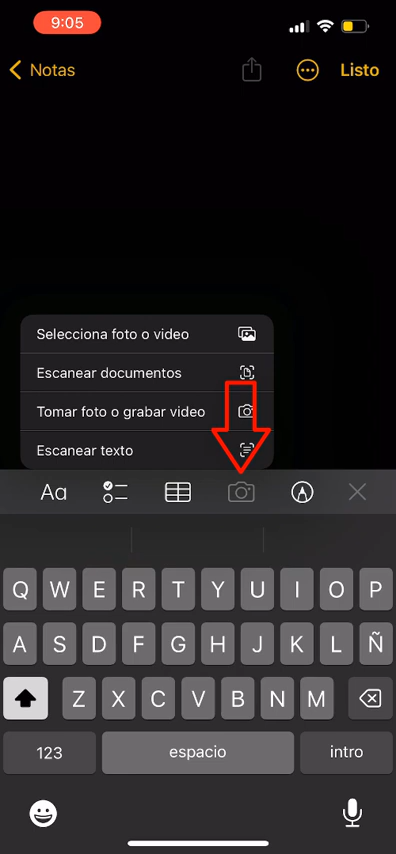 9:05
Notas
Listo
Selecciona foto o video
Escanear documentos
Tomar foto o grabar video
Escanear texto
Aa
Q W E R T Y U I O P
A S D F G H J K L Ñ
Z X C V B N M
123 espacio intro